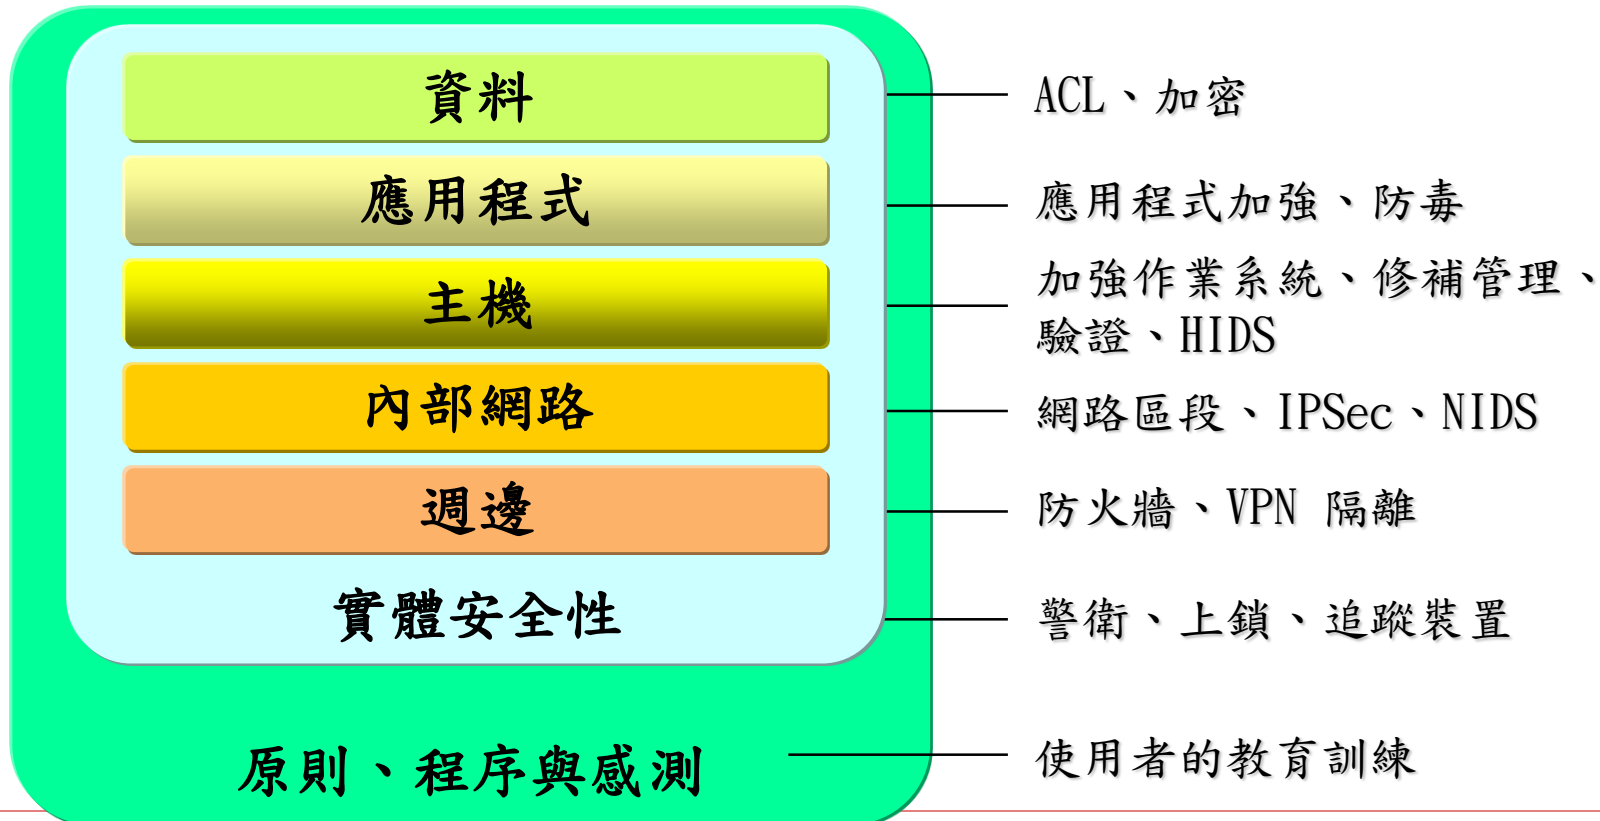 資料
ACL、加密
應用程式
應用程式加強、防毒
主機
加強作業系統、修補管理、
驗證、HIDS
內部網路
網路區段、IPSec、NIDS
週邊
防火牆、VPN 隔離
實體安全性
警衛、上鎖、追蹤裝置
原則、程序與感測
使用者的教育訓練